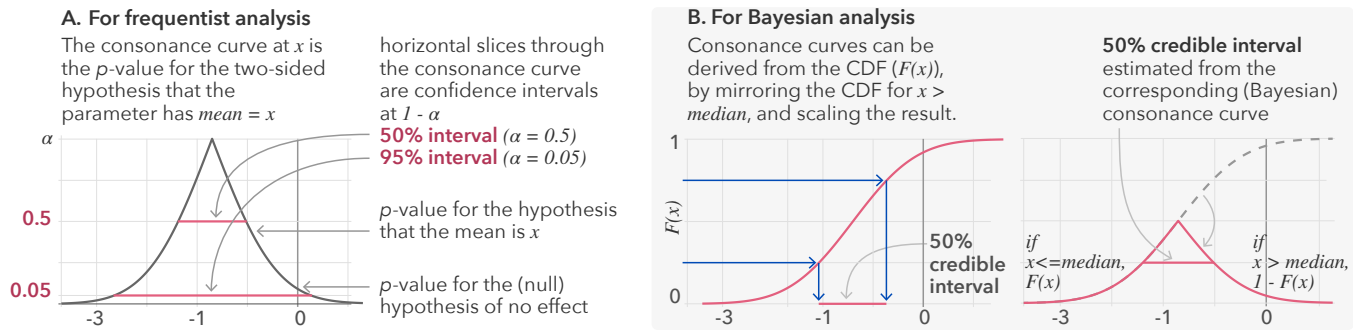 A. For frequentist analysis
The consonance curve at x is
the p-value for the two-sided
hypothesis that the
parameter has mean = x
horizontal slices through
the consonance curve
are confidence intervals
at 1 - α
50% interval (α = 0.5)
95% interval (α = 0.05)
α
0.5
0.05
p-value for the hypothesis
that the mean is x
p-value for the (null)
hypothesis of no effect
-3
-1
0
B. For Bayesian analysis
Consonance curves can be
derived from the CDF (F(x)),
by mirroring the CDF for x >
median, and scaling the result.
1
F(x)
0
50%
credible
interval
-3
-1
0
50% credible interval
estimated from the
corresponding (Bayesian)
consonance curve
if
x<=median,
F(x)
if
x > median,
1 - F(x)
-3
-1
0